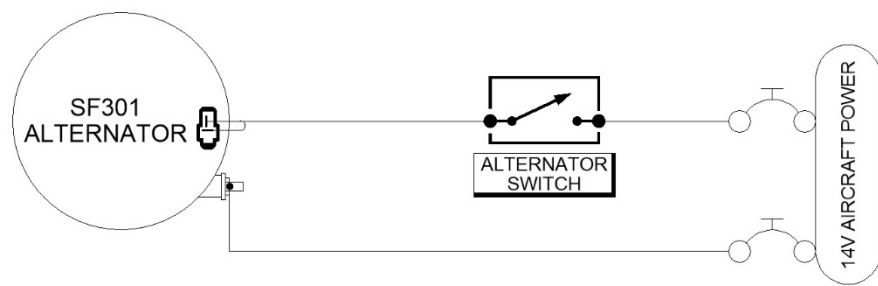 SF301
ALTERNATOR
ALTERNATOR
SWITCH
14V AIRCRAFT POWER